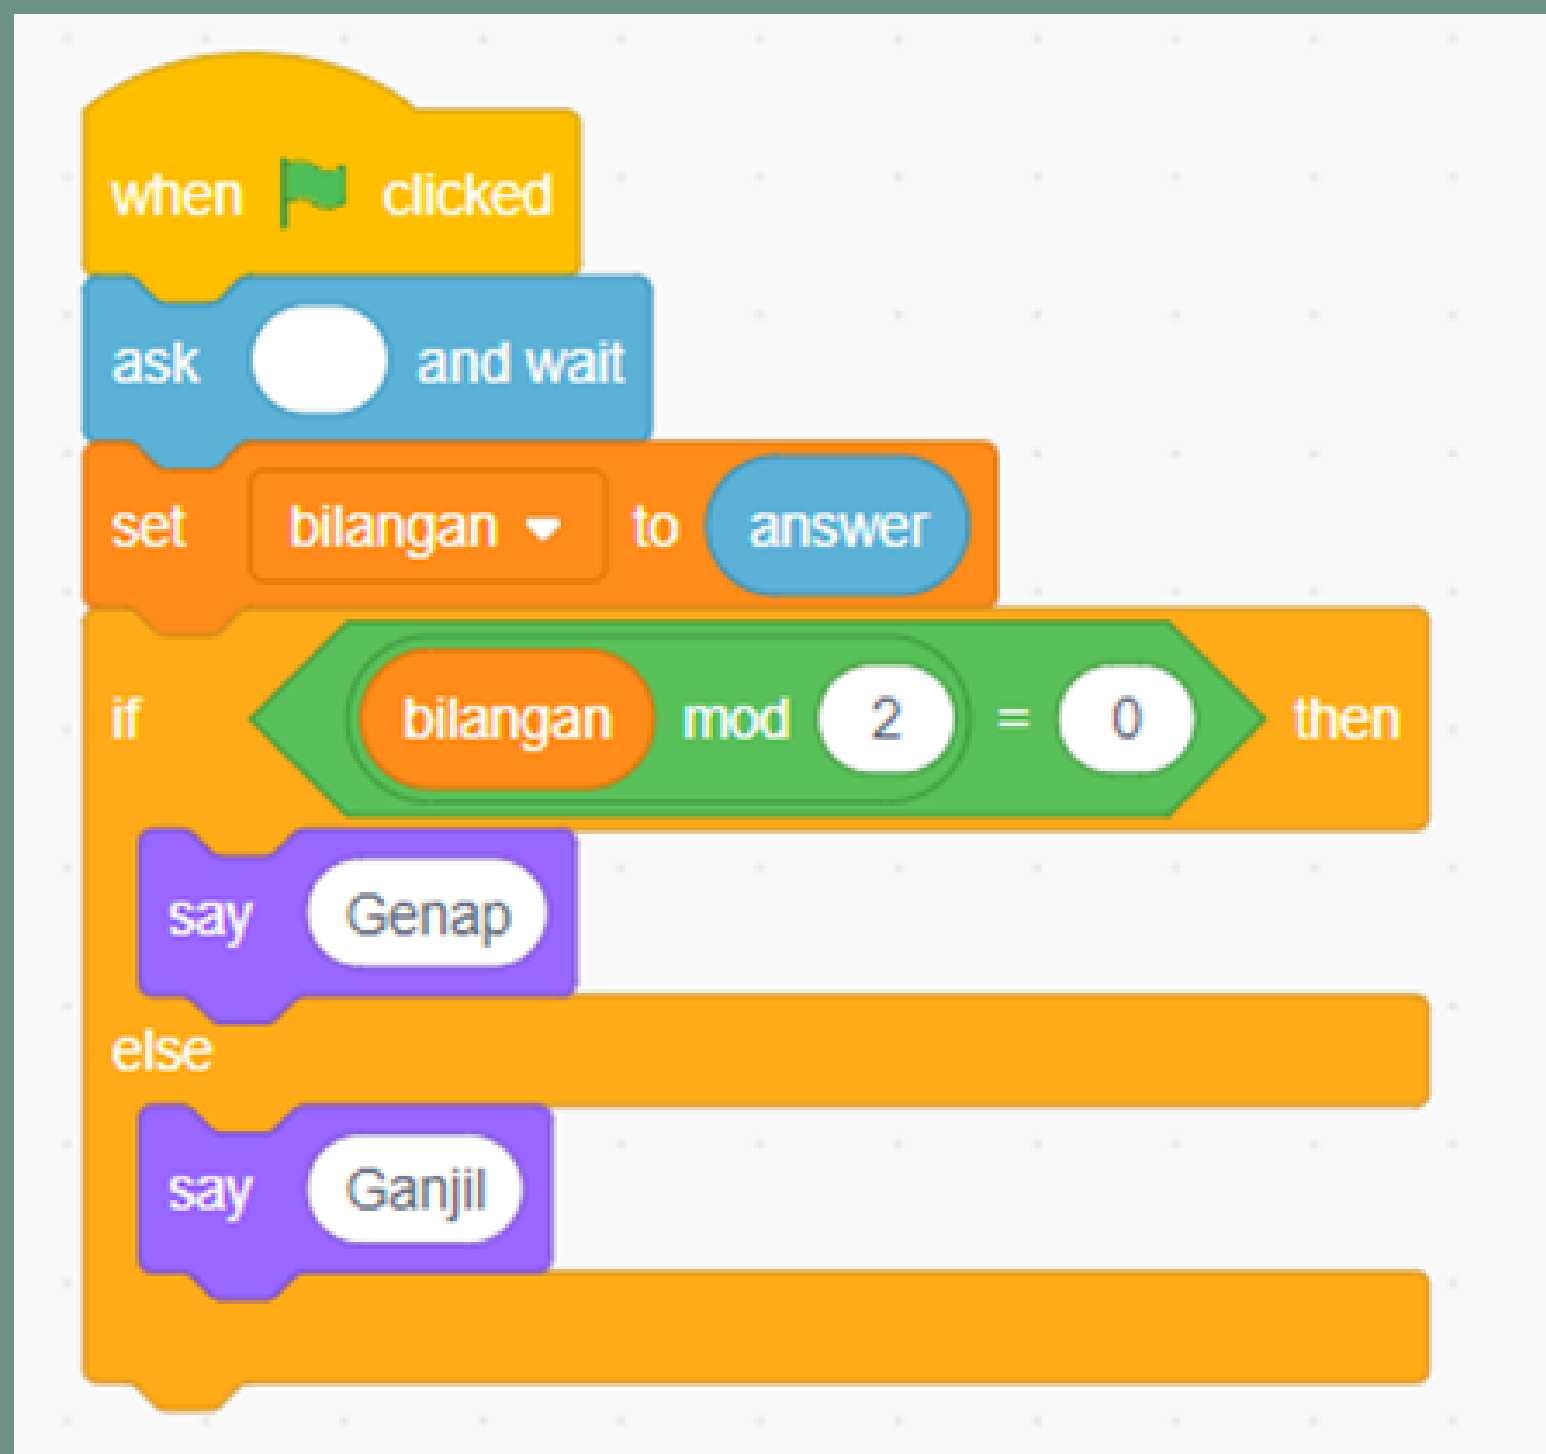 when clicked
ask and wait
set bilangan to answer
if bilangan mod 2 = 0 then
say Genap
else
say Ganjil